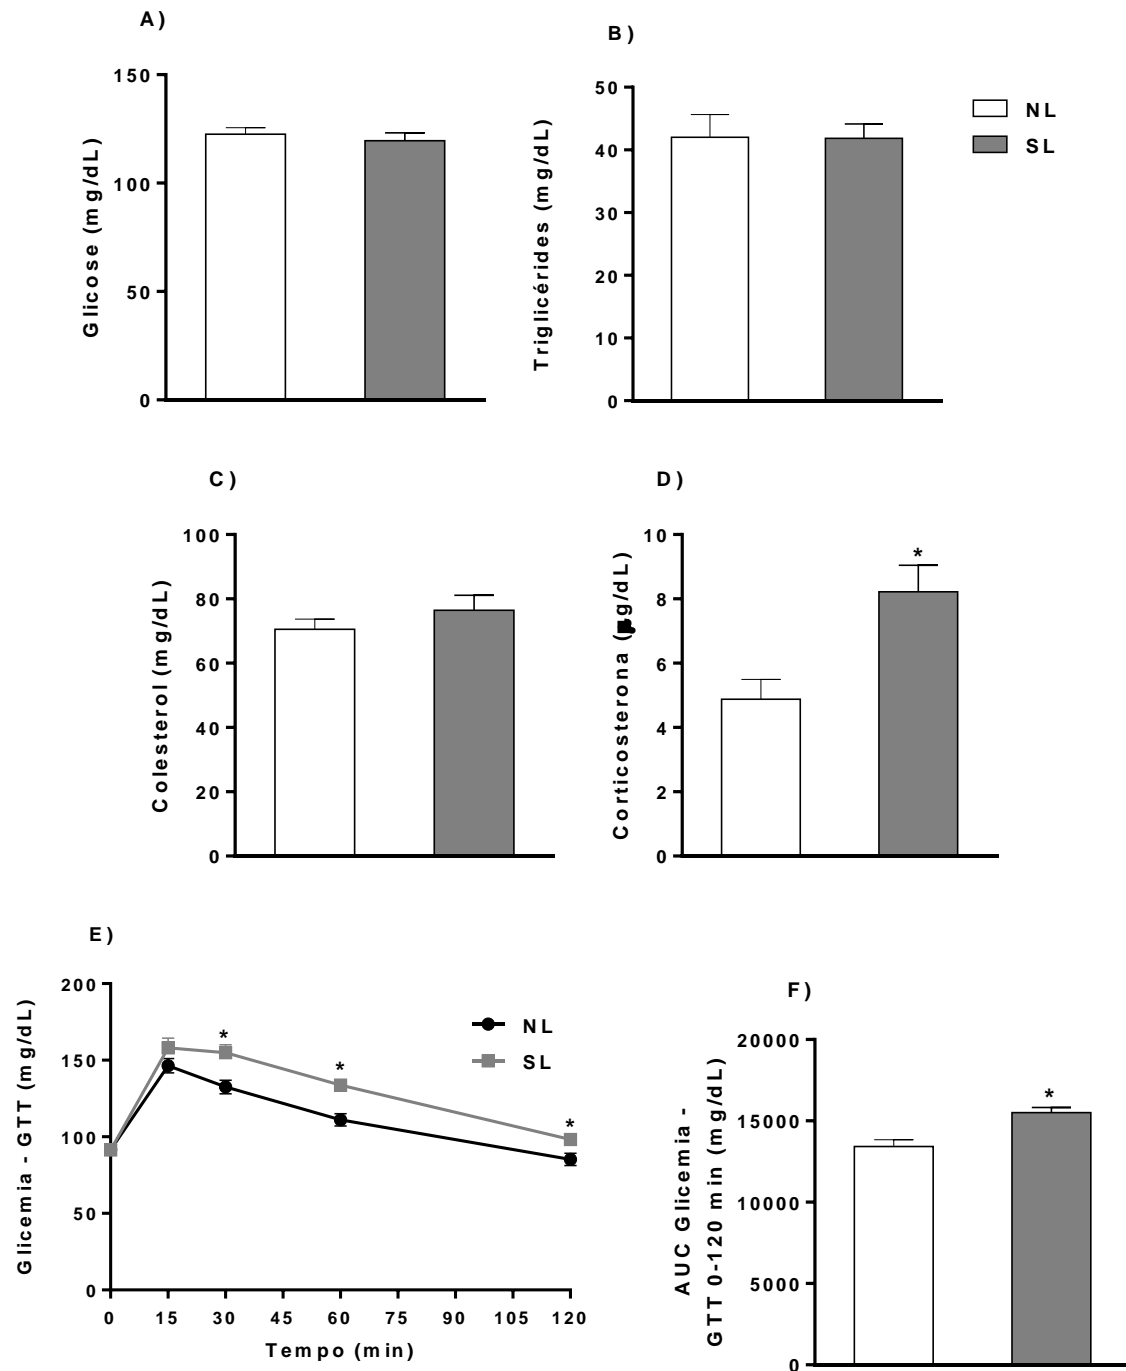 A)
Glicose (mg/dL)
150
100
50
0
B)
Triglicérides (mg/dL)
50
40
30
20
10
0
NL
SL
C)
Colesterol (mg/dL)
100
80
60
40
20
0
D)
Corticosterona ( g/dL)
10
8
6
4
2
0
*
E)
Glicemia - GTT (mg/dL)
200
150
100
50
0
*
*
*
NL
SL
0 15 30 45 60 75 90 105 120
Tempo (min)
F)
AUC Glicemia -
GTT 0-120 min (mg/dL)
20000
15000
10000
5000
0
*